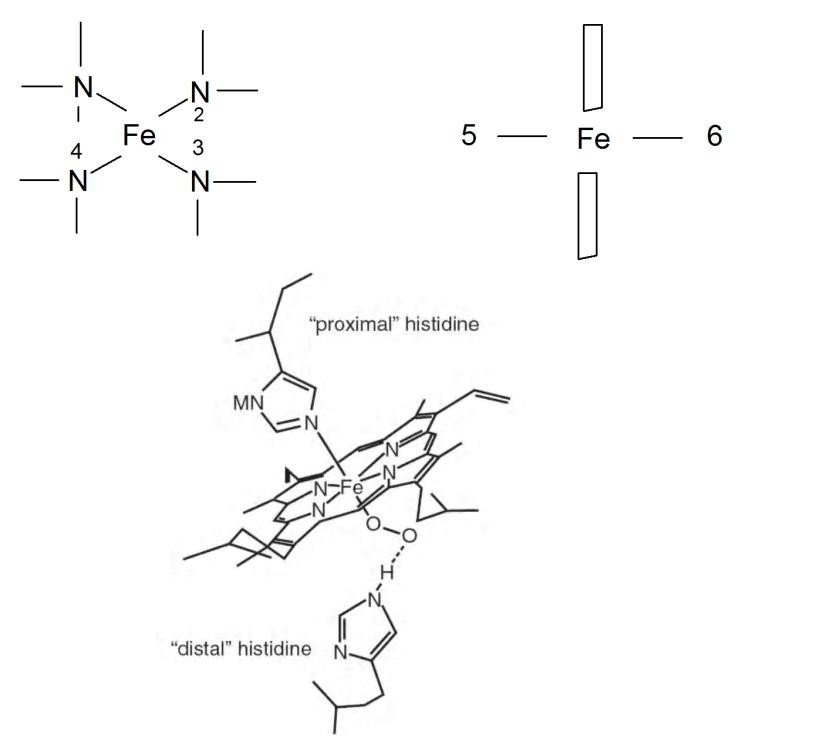 N N
2
Fe
4 3
N N
5 Fe 6
“proximal” histidine
MN
N
N
N
N
Fe
N
O
O
H
N
“distal” histidine
N